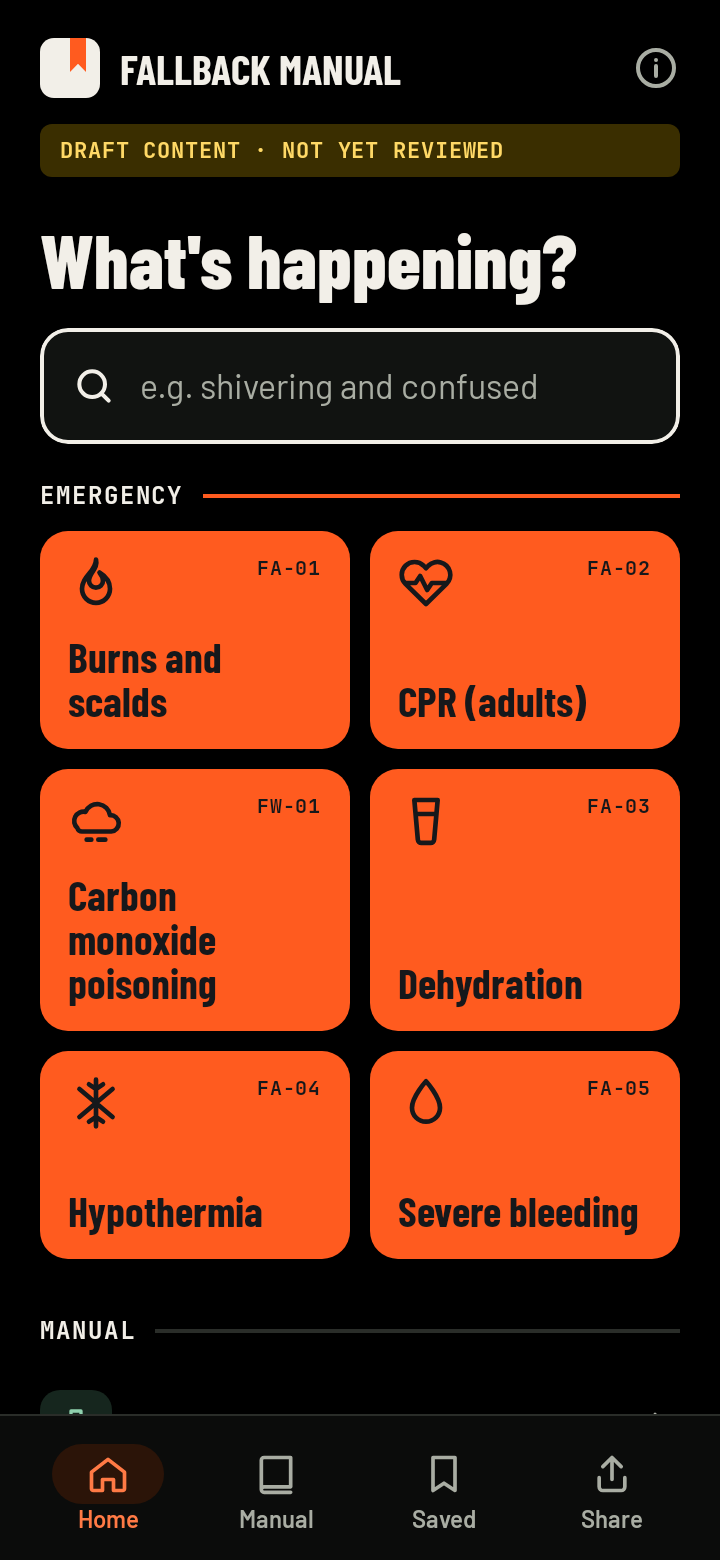 FALLBACK MANUAL
DRAFT CONTENT · NOT YET REVIEWED
What's happening?
e.g. shivering and confused
EMERGENCY
FA-01
Burns and
scalds
FA-02
CPR (adults)
FW-01
Carbon
monoxide
poisoning
FA-03
Dehydration
FA-04
Hypothermia
FA-05
Severe bleeding
MANUAL
Home
Manual
Saved
Share